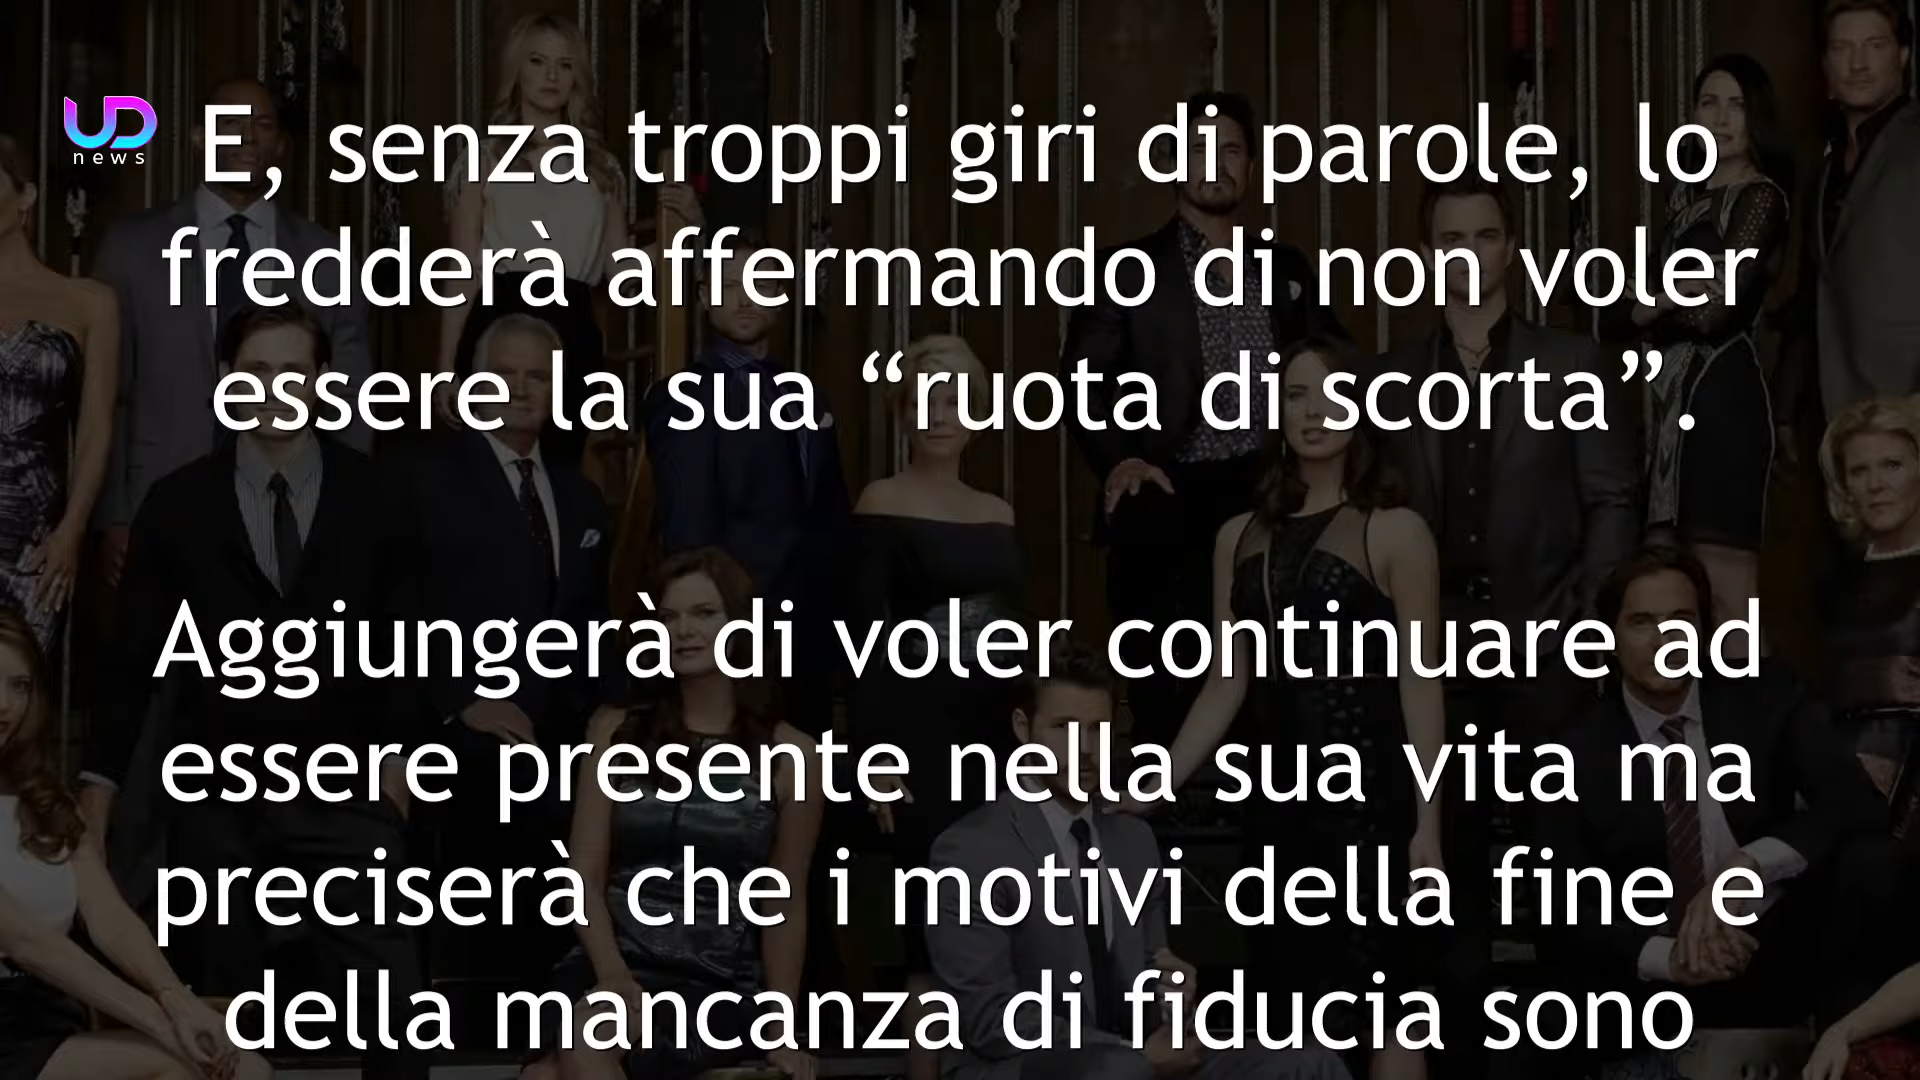 UD
news
E, senza troppi giri di parole, lo
fredderà affermando di non voler
essere la sua “ruota di scorta”.
Aggiungerà di voler continuare ad
essere presente nella sua vita ma
preciserà che i motivi della fine e
della mancanza di fiducia sono